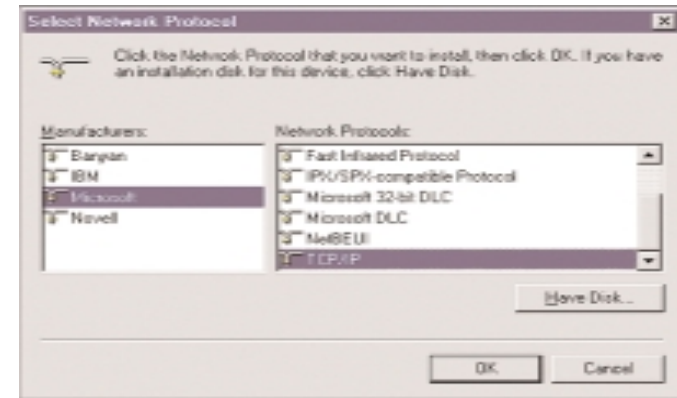 Select Network Protocol
Click the Network Protocol that you want to install, then click OK. If you have
an installation disk for this device, click Have Disk.
Manufacturers:
Banyan
IBM
Microsoft
Novell
Network Protocols:
Fast Infrared Protocol
IPX/SPX-compatible Protocol
Microsoft 32-bit DLC
Microsoft DLC
NetBEUI
TCP/IP
Have Disk...
OK
Cancel